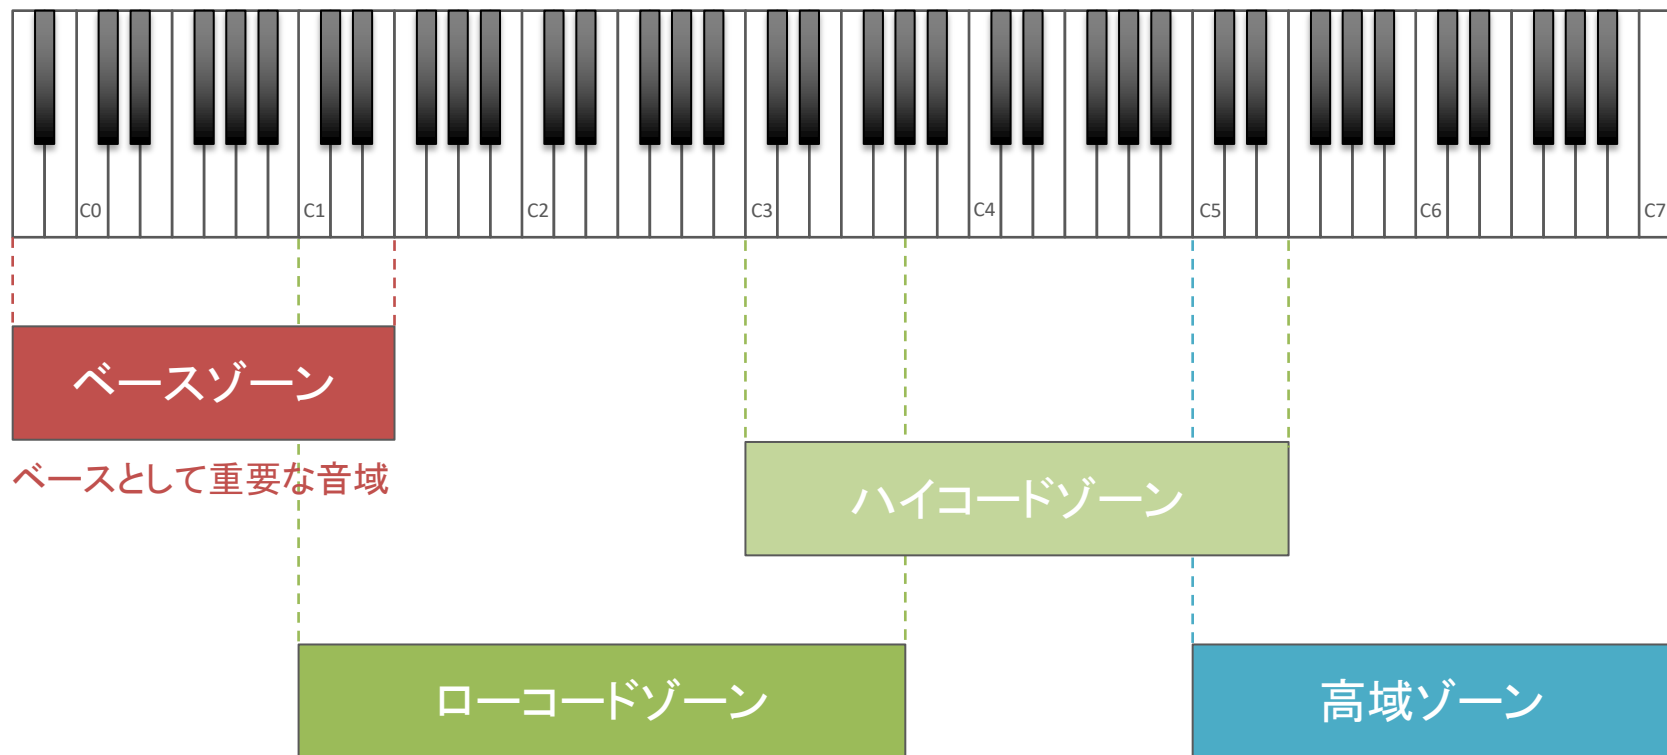 C0 C1 C2 C3 C4 C5 C6 C7
ベースゾーン
ベースとして重要な音域
ハイコードゾーン
ローコードゾーン
高域ゾーン